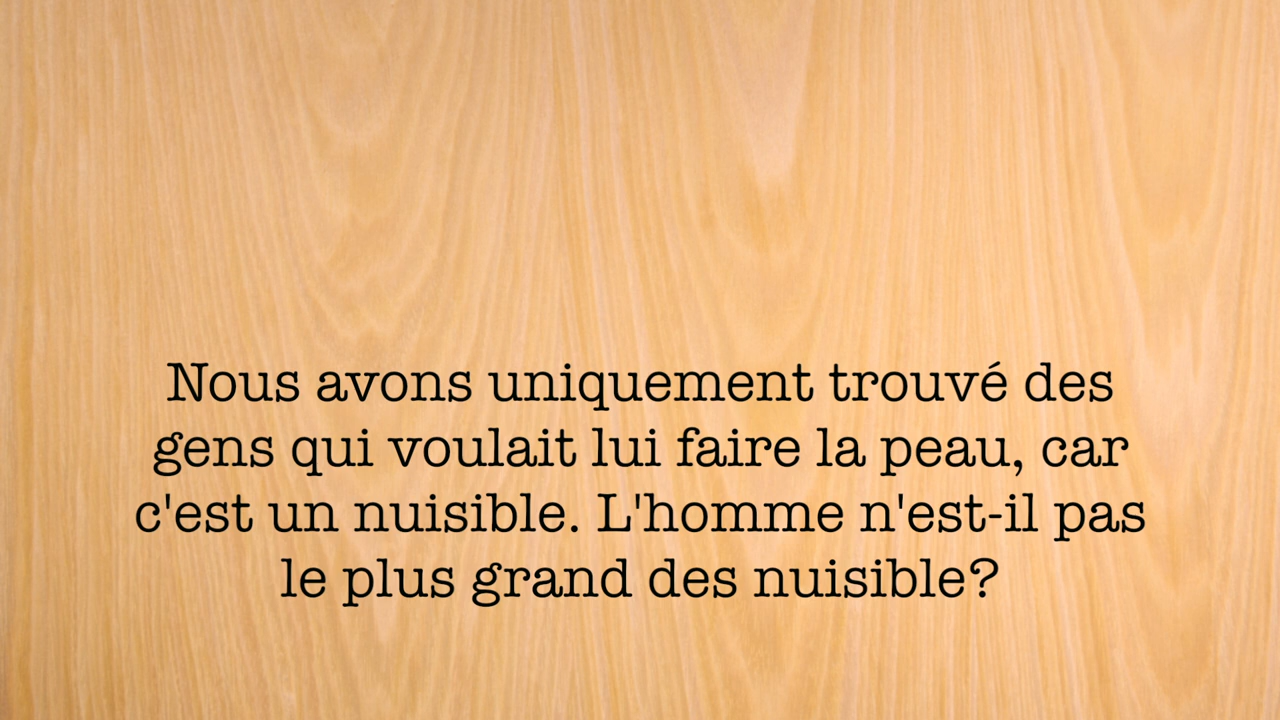 Nous avons uniquement trouvé des
gens qui voulait lui faire la peau, car
c'est un nuisible. L'homme n'est-il pas
le plus grand des nuisible?